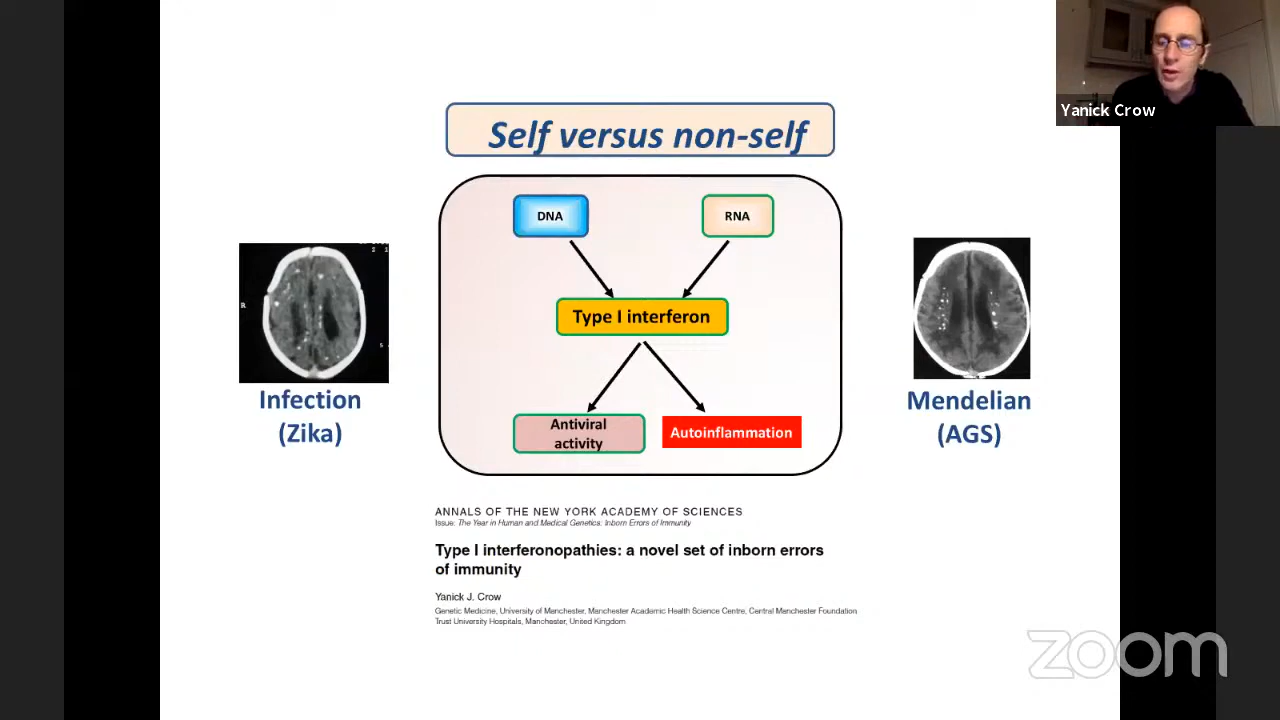 Yanick Crow
Self versus non-self
DNA
RNA
Type I interferon
Antiviral
activity
Autoinflammation
R
Infection
(Zika)
Mendelian
(AGS)
ANNALS OF THE NEW YORK ACADEMY OF SCIENCES
Issue: The Year in Human and Medical Genetics: Inborn Errors of Immunity
Type I interferonopathies: a novel set of inborn errors
of immunity
Yanick J. Crow
Genetic Medicine, University of Manchester, Manchester Academic Health Science Centre, Central Manchester Foundation
Trust University Hospitals, Manchester, United Kingdom
zoom